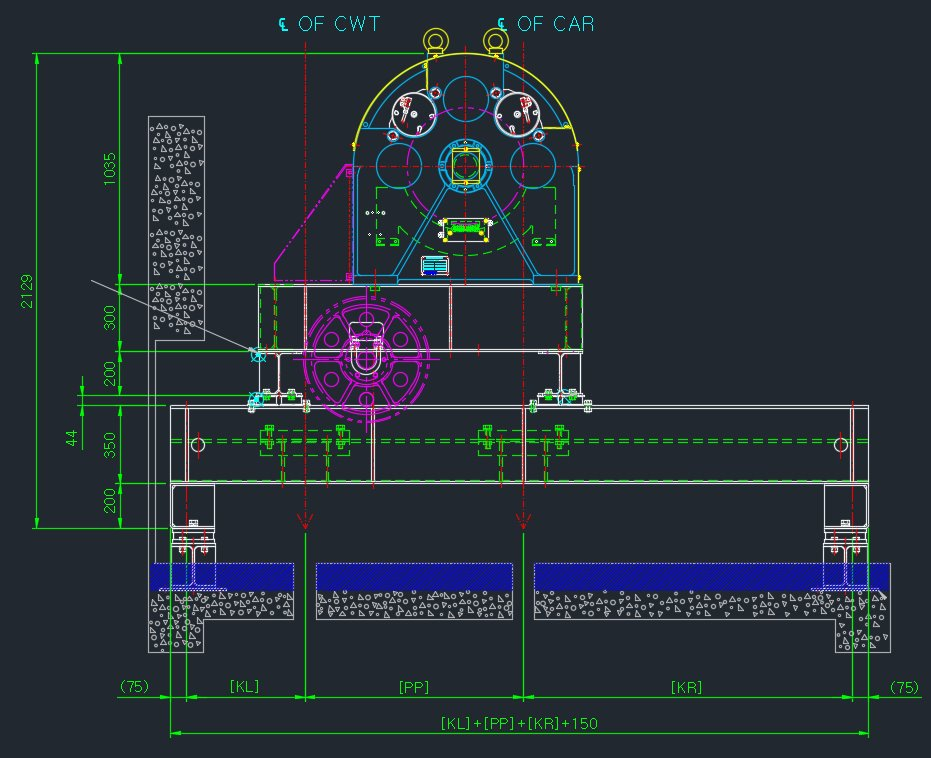 ℄ OF CWT
℄ OF CAR
1035
2129
300
200
44
350
200
(75)
[KL]
[PP]
[KR]
(75)
[KL]+[PP]+[KR]+150